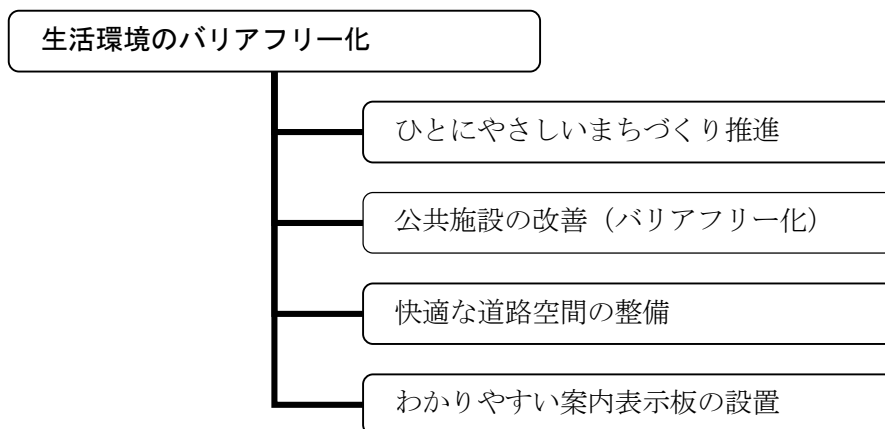 生活環境のバリアフリー化
ひとにやさしいまちづくり推進
公共施設の改善（バリアフリー化）
快適な道路空間の整備
わかりやすい案内表示板の設置